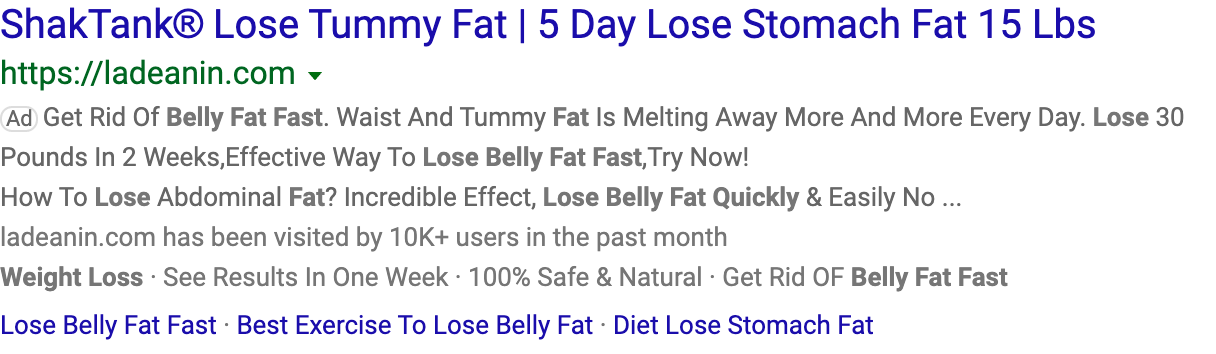 ShakTank® Lose Tummy Fat | 5 Day Lose Stomach Fat 15 Lbs
https://ladeanin.com
Ad Get Rid Of Belly Fat Fast. Waist And Tummy Fat Is Melting Away More And More Every Day. Lose 30
Pounds In 2 Weeks,Effective Way To Lose Belly Fat Fast,Try Now!
How To Lose Abdominal Fat? Incredible Effect, Lose Belly Fat Quickly & Easily No ...
ladeanin.com has been visited by 10K+ users in the past month
Weight Loss · See Results In One Week · 100% Safe & Natural · Get Rid OF Belly Fat Fast
Lose Belly Fat Fast · Best Exercise To Lose Belly Fat · Diet Lose Stomach Fat